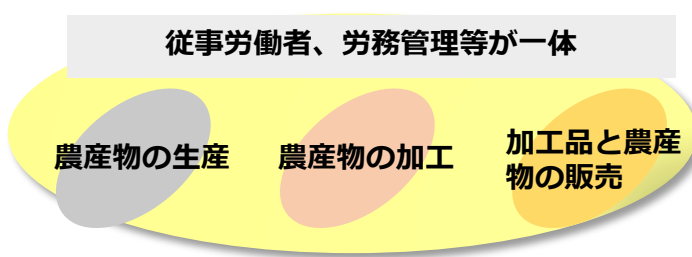 従事労働者、労務管理等が一体
農産物の生産
農産物の加工
加工品と農産
物の販売